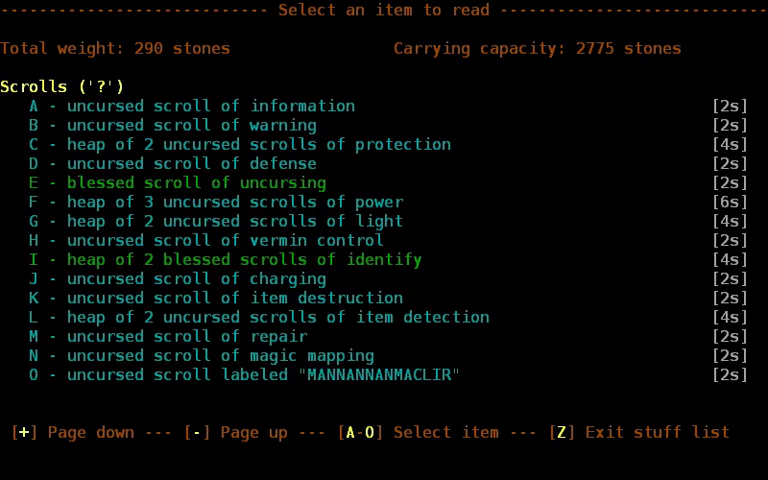 ---------------------------- Select an item to read ----------------------------
Total weight: 290 stones                 Carrying capacity: 2775 stones
Scrolls ('?')
A - uncursed scroll of information [2s]
B - uncursed scroll of warning [2s]
C - heap of 2 uncursed scrolls of protection [4s]
D - uncursed scroll of defense [2s]
E - blessed scroll of uncursing [2s]
F - heap of 3 uncursed scrolls of power [6s]
G - heap of 2 uncursed scrolls of light [4s]
H - uncursed scroll of vermin control [2s]
I - heap of 2 blessed scrolls of identify [4s]
J - uncursed scroll of charging [2s]
K - uncursed scroll of item destruction [2s]
L - heap of 2 uncursed scrolls of item detection [4s]
M - uncursed scroll of repair [2s]
N - uncursed scroll of magic mapping [2s]
O - uncursed scroll labeled "MANNANNANMACLIR" [2s]
[+] Page down --- [-] Page up --- [A-O] Select item --- [Z] Exit stuff list